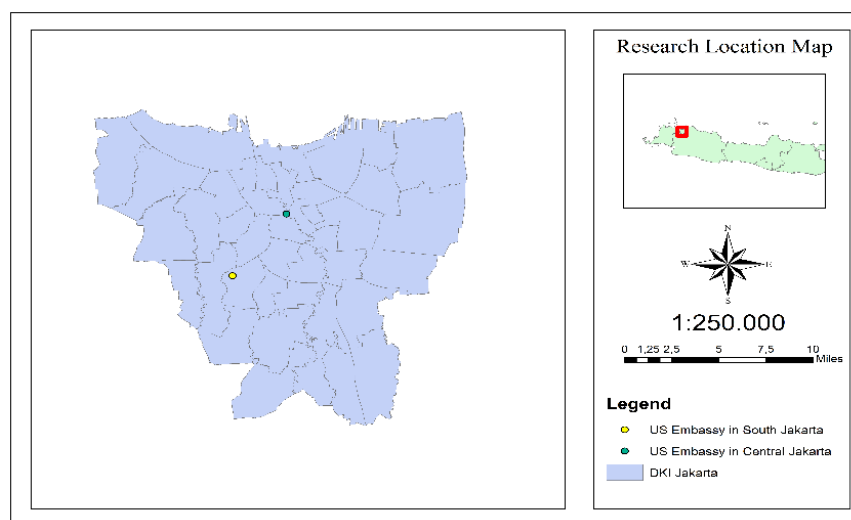 Research Location Map
N
W
E
S
1:250.000
0 1,25 2,5 5 7,5 10
Miles
Legend
US Embassy in South Jakarta
US Embassy in Central Jakarta
DKI Jakarta